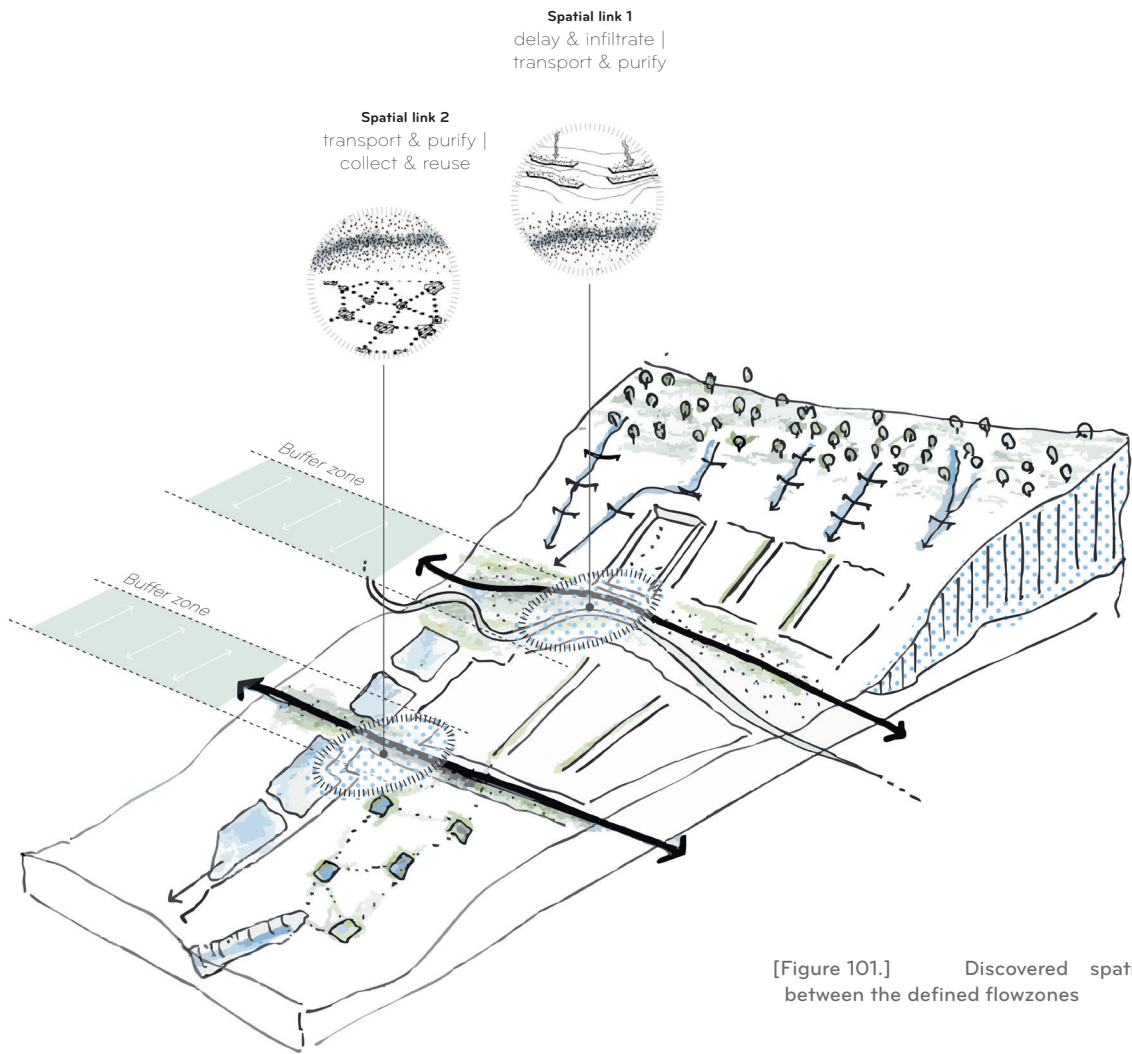 Spatial link 1
delay & infiltrate |
transport & purify
Spatial link 2
transport & purify |
collect & reuse
Buffer zone
Buffer zone
[Figure 101.] Discovered
between the defined flowzones